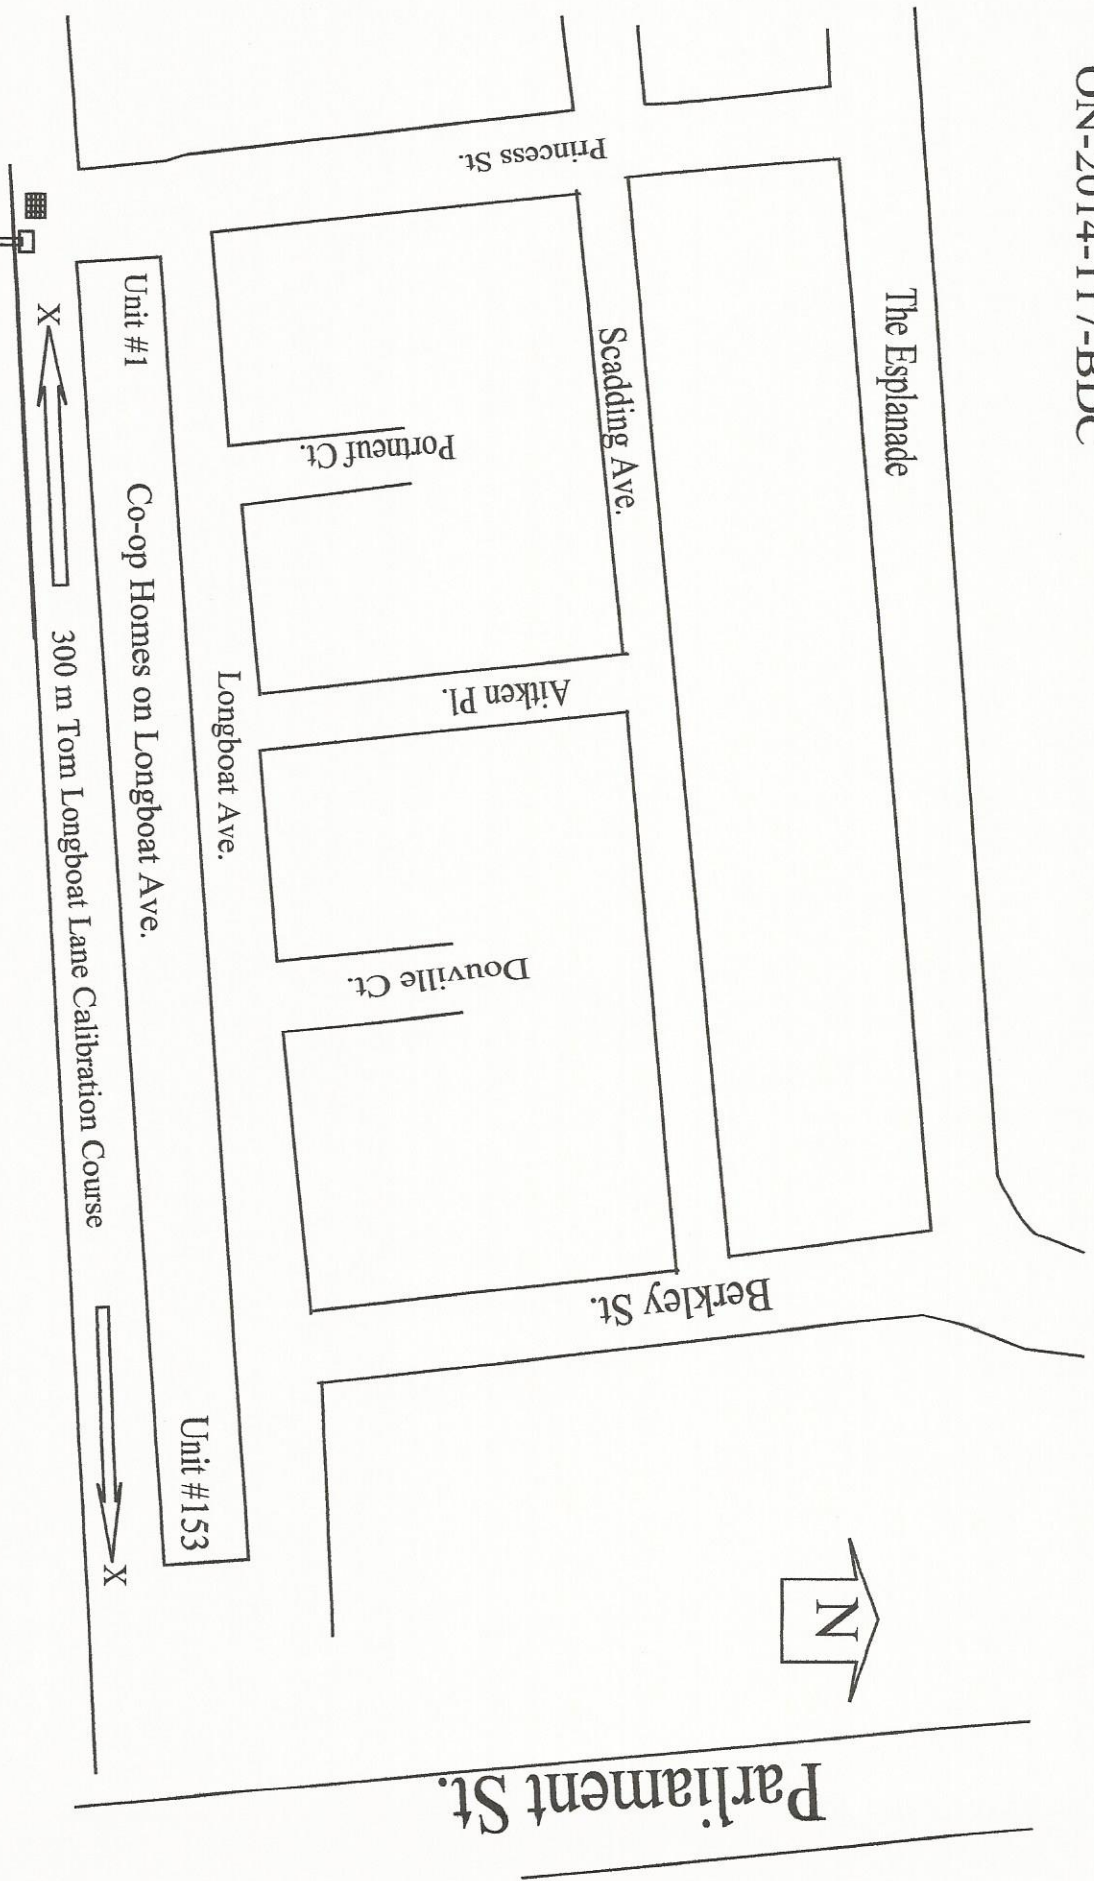 ON-2014-117-BDC
The Esplanade
Princess St.
Scadding Ave.
Portneuf Ct.
Aitken Pl.
Douville Ct.
Berkley St.
Longboat Ave.
Unit #1
Co-op Homes on Longboat Ave.
Unit #153
X
300 m Tom Longboat Lane Calibration Course
X
N
Parliament St.